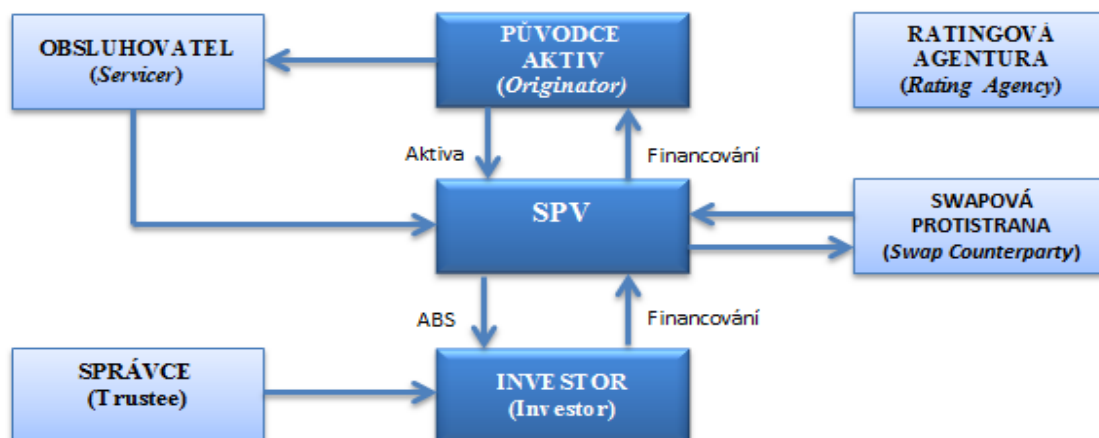 OBSLUHOVATEL
(Servicer)
PŮVODCE
AKTIV
(Originator)
RATINGOVÁ
AGENTURA
(Rating Agency)
Aktiva
Financování
SPV
SWAPOVÁ
PROTISTRANA
(Swap Counterparty)
ABS
Financování
SPRÁVCE
(Trustee)
INVESTOR
(Investor)